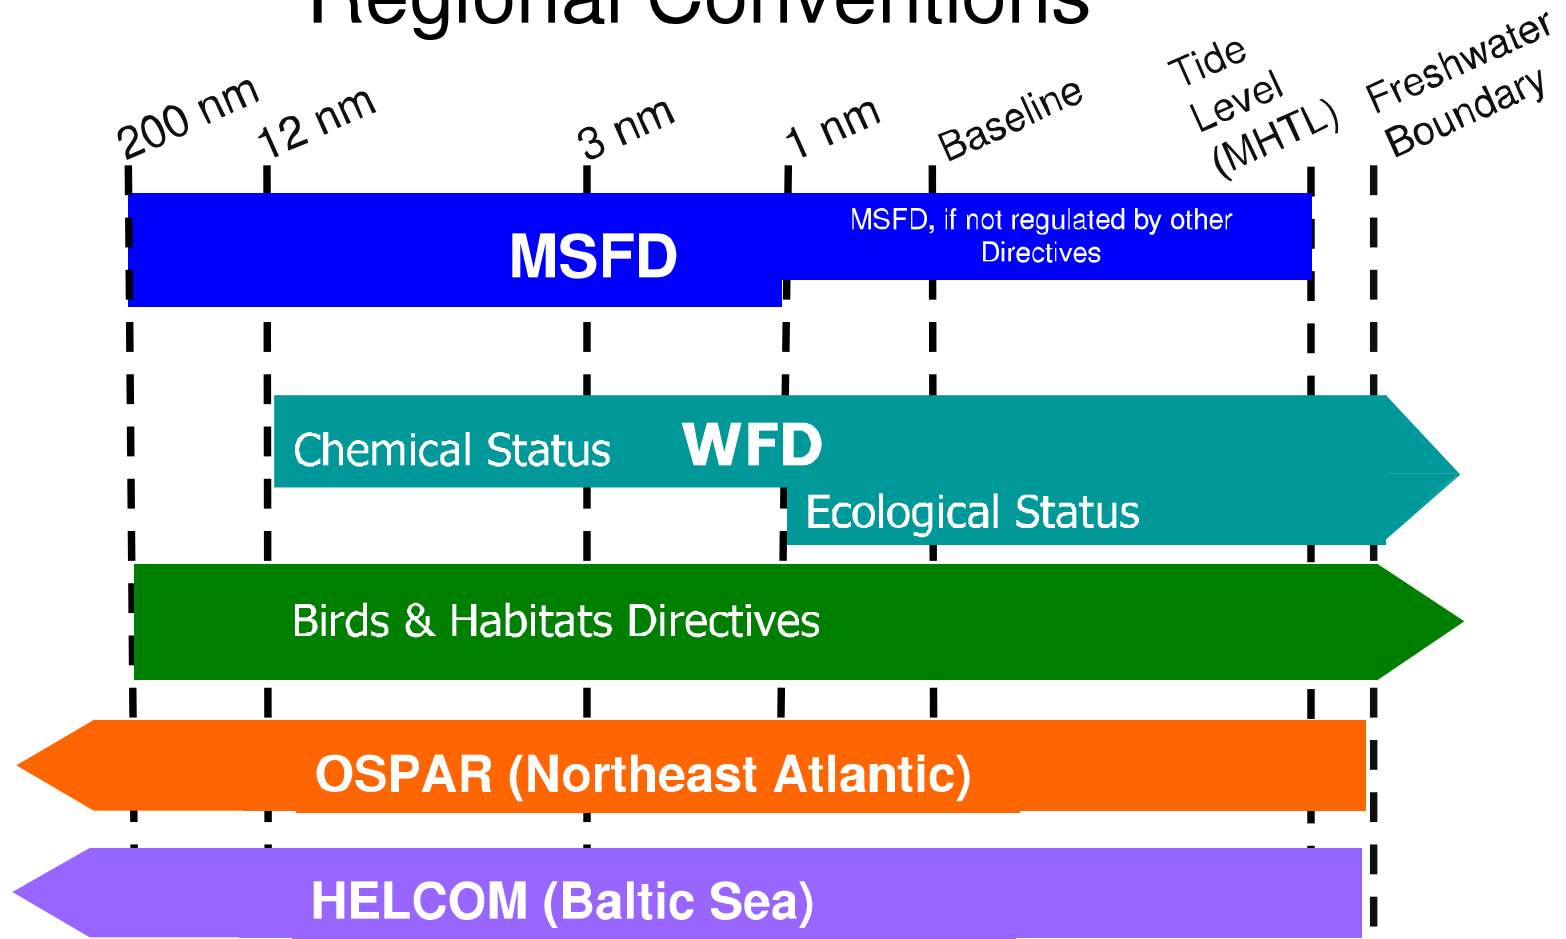 Regional Conventions
200 nm
12 nm
3 nm
1 nm
Baseline
Tide
Level
(MHTL)
Freshwater
Boundary
MSFD
MSFD, if not regulated by other
Directives
Chemical Status
WFD
Ecological Status
Birds & Habitats Directives
OSPAR (Northeast Atlantic)
HELCOM (Baltic Sea)